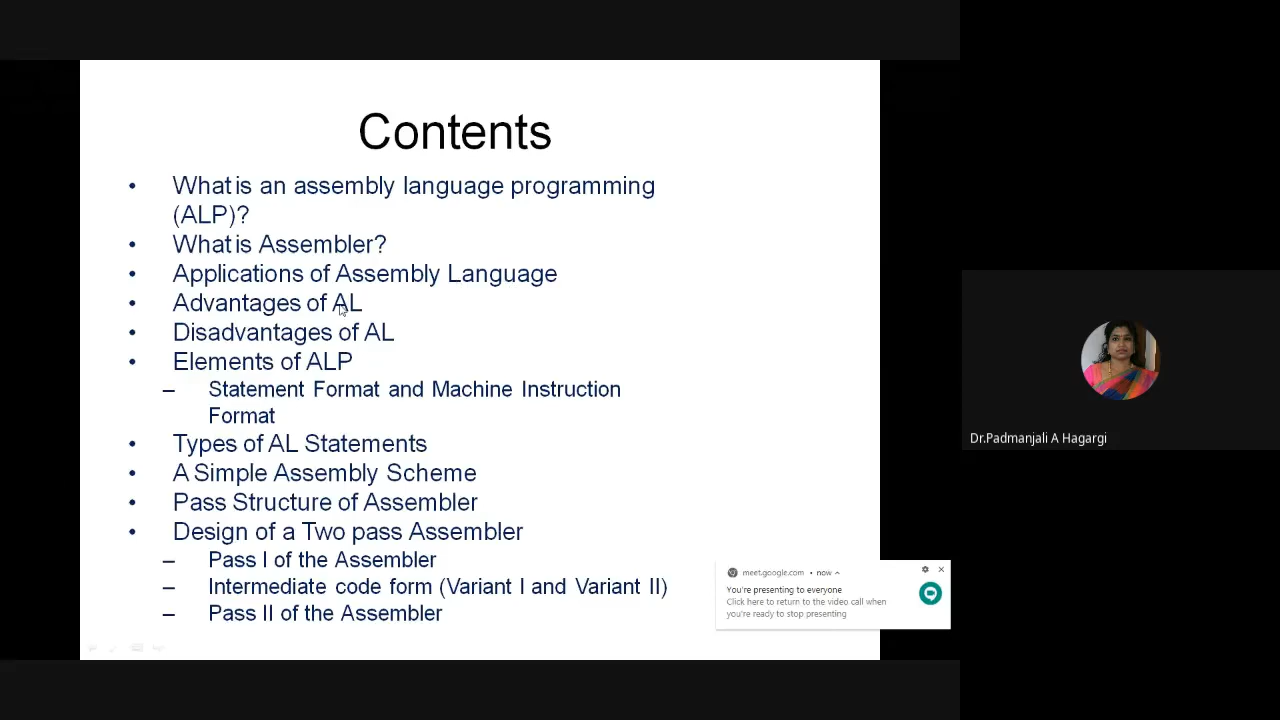 Contents
• What is an assembly language programming
(ALP)?
• What is Assembler?
• Applications of Assembly Language
• Advantages of AL
• Disadvantages of AL
• Elements of ALP
– Statement Format and Machine Instruction
Format
• Types of AL Statements
• A Simple Assembly Scheme
• Pass Structure of Assembler
• Design of a Two pass Assembler
– Pass I of the Assembler
– Intermediate code form (Variant I and Variant II)
– Pass II of the Assembler
meet.google.com • now
You're presenting to everyone
Click here to return to the video call when
you're ready to stop presenting
Dr.Padmanjali A Hagargi